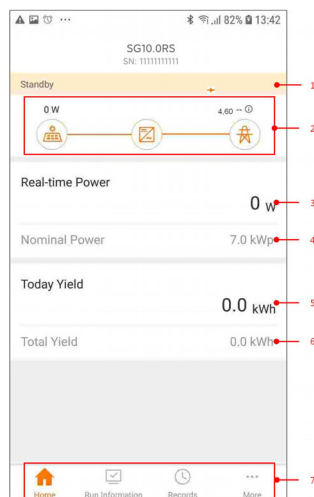 82% 13:42
SG10.0RS
SN: 11111111111
Standby
1
0 W
4,60 --
2
Real-time Power
0 W
3
Nominal Power
7.0 kWp
4
Today Yield
0.0 kWh
5
Total Yield
0.0 kWh
6
Home
Run Information
Records
More
7